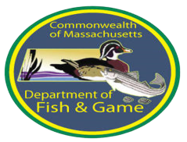 Commonwealth
of Massachusetts
Department of
Fish & Game